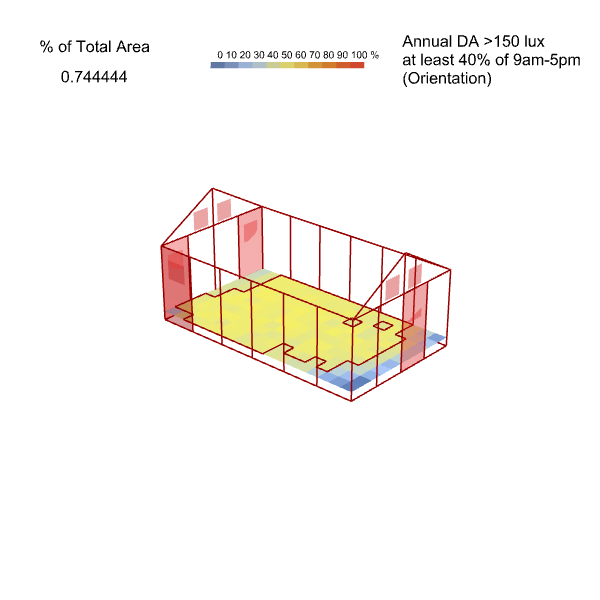 % of Total Area
0.744444
0 10 20 30 40 50 60 70 80 90 100 %
Annual DA >150 lux
at least 40% of 9am-5pm
(Orientation)